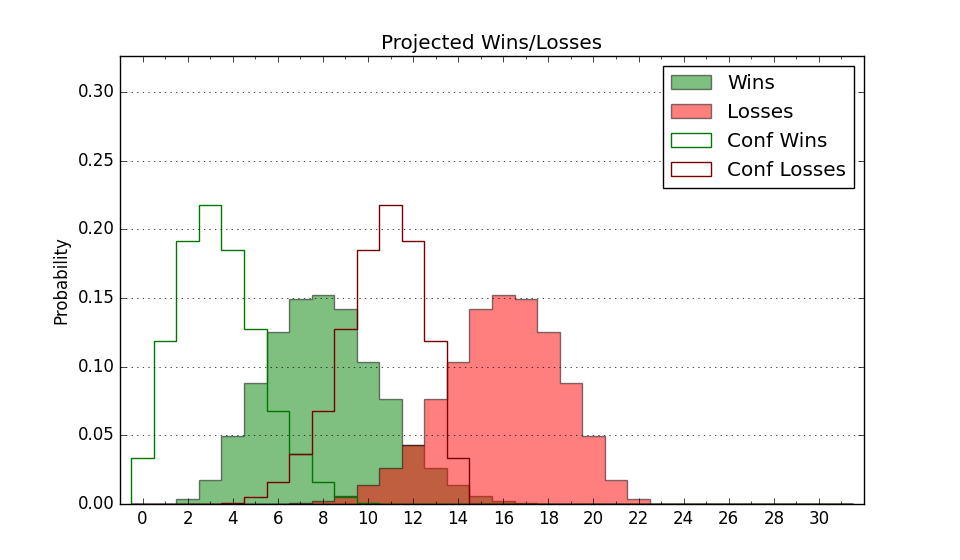 Projected Wins/Losses
Wins
Losses
Conf Wins
Conf Losses
Probability
0.30
0.25
0.20
0.15
0.10
0.05
0.00
0 2 4 6 8 10 12 14 16 18 20 22 24 26 28 30